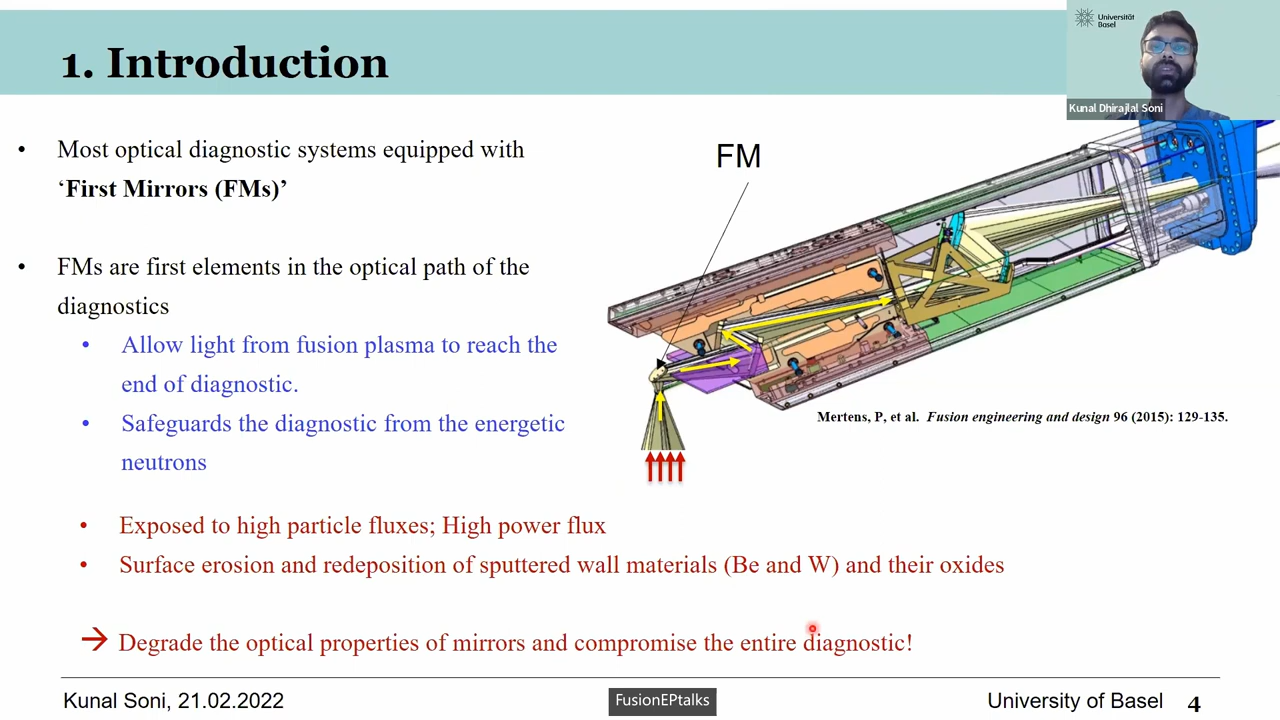 1. Introduction
Universität
Basel
Kunal Dhirajlal Soni
• Most optical diagnostic systems equipped with
‘First Mirrors (FMs)’
• FMs are first elements in the optical path of the
diagnostics
• Allow light from fusion plasma to reach the
end of diagnostic.
• Safeguards the diagnostic from the energetic
neutrons
FM
Mertens, P, et al. Fusion engineering and design 96 (2015): 129-135.
• Exposed to high particle fluxes; High power flux
• Surface erosion and redeposition of sputtered wall materials (Be and W) and their oxides
→ Degrade the optical properties of mirrors and compromise the entire diagnostic!
Kunal Soni, 21.02.2022
FusionEPtalks
University of Basel 4